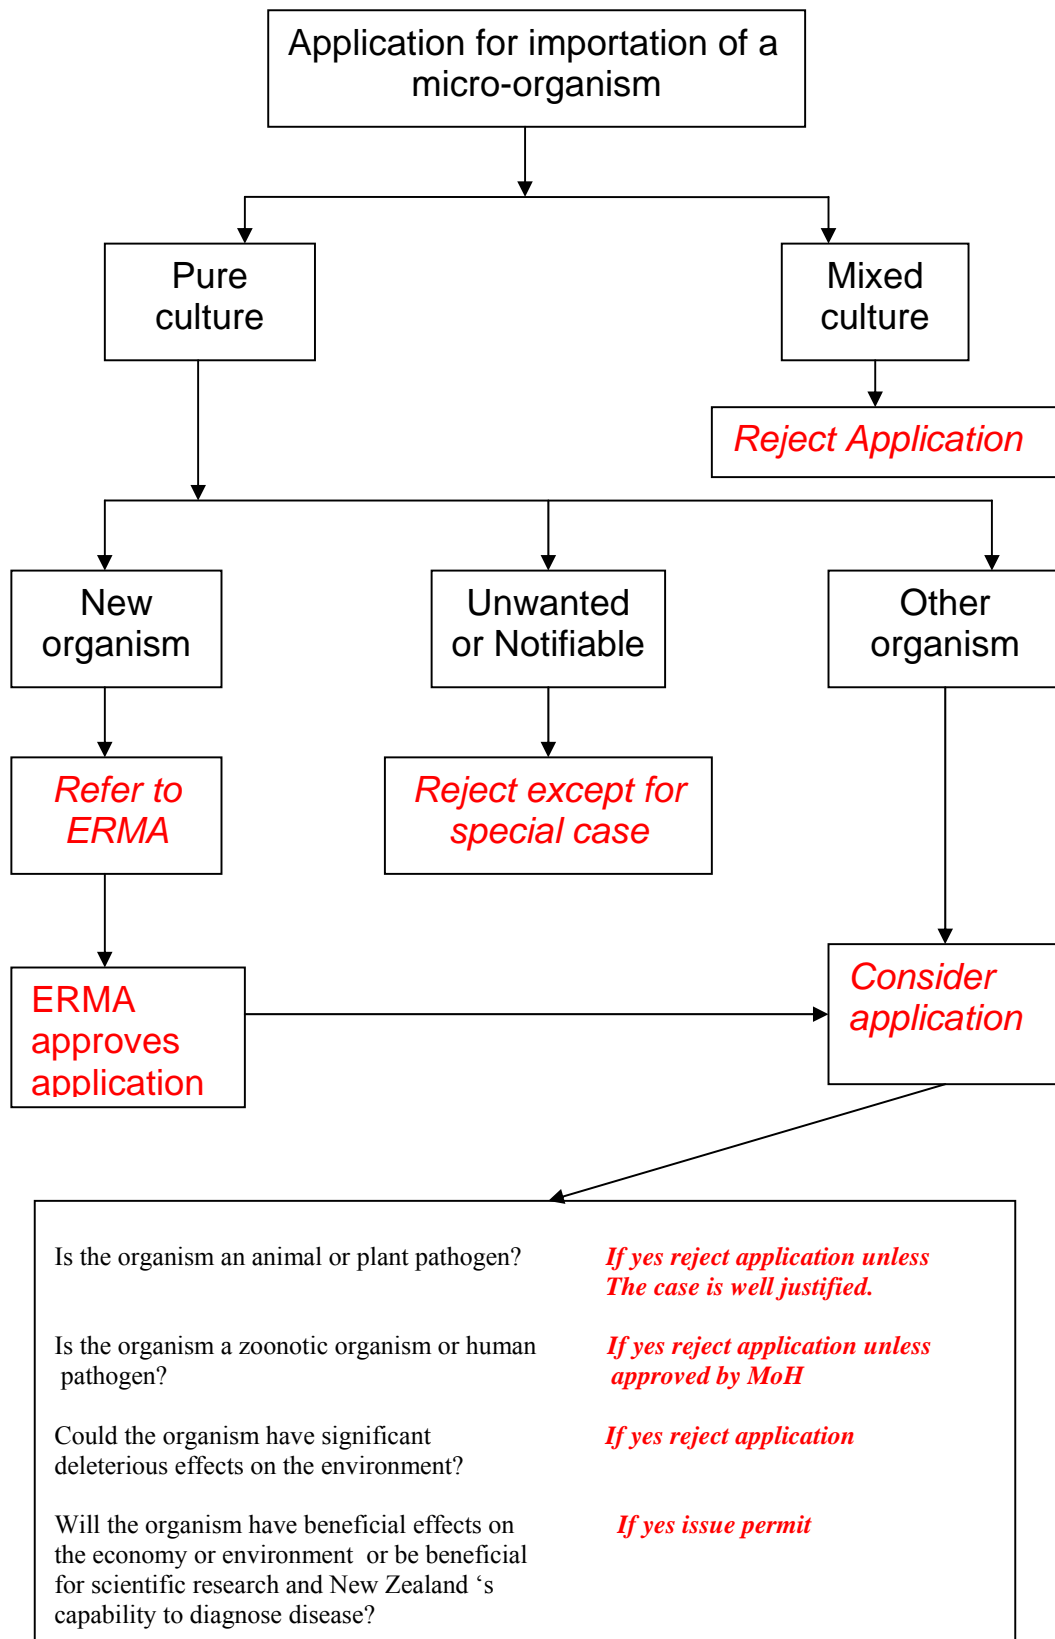 Application for importation of a
micro-organism
Pure
culture
Mixed
culture
Reject Application
New
organism
Unwanted
or Notifiable
Other
organism
Refer to
ERMA
Reject except for
special case
ERMA
approves
application
Consider
application
Is the organism an animal or plant pathogen?
If yes reject application unless
The case is well justified.
Is the organism a zoonotic organism or human
pathogen?
If yes reject application unless
approved by MoH
Could the organism have significant
deleterious effects on the environment?
If yes reject application
Will the organism have beneficial effects on
the economy or environment or be beneficial
for scientific research and New Zealand ‘s
capability to diagnose disease?
If yes issue permit